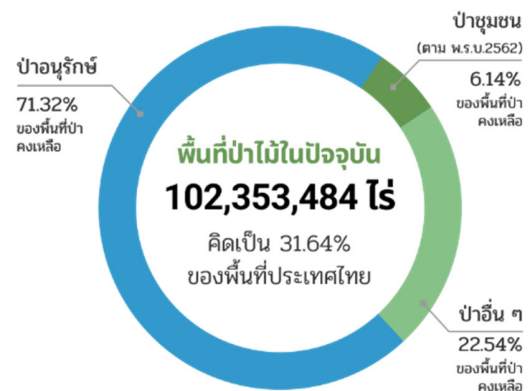 ป่าชุมชน
(ตาม พ.ร.บ.2562)
6.14%
ของพื้นที่ป่า
คงเหลือ
ป่าอนุรักษ์
71.32%
ของพื้นที่ป่า
คงเหลือ
พื้นที่ป่าไม้ในปัจจุบัน
102,353,484 ไร่
คิดเป็น 31.64%
ของพื้นที่ประเทศไทย
ป่าอื่น ๆ
22.54%
ของพื้นที่ป่า
คงเหลือ